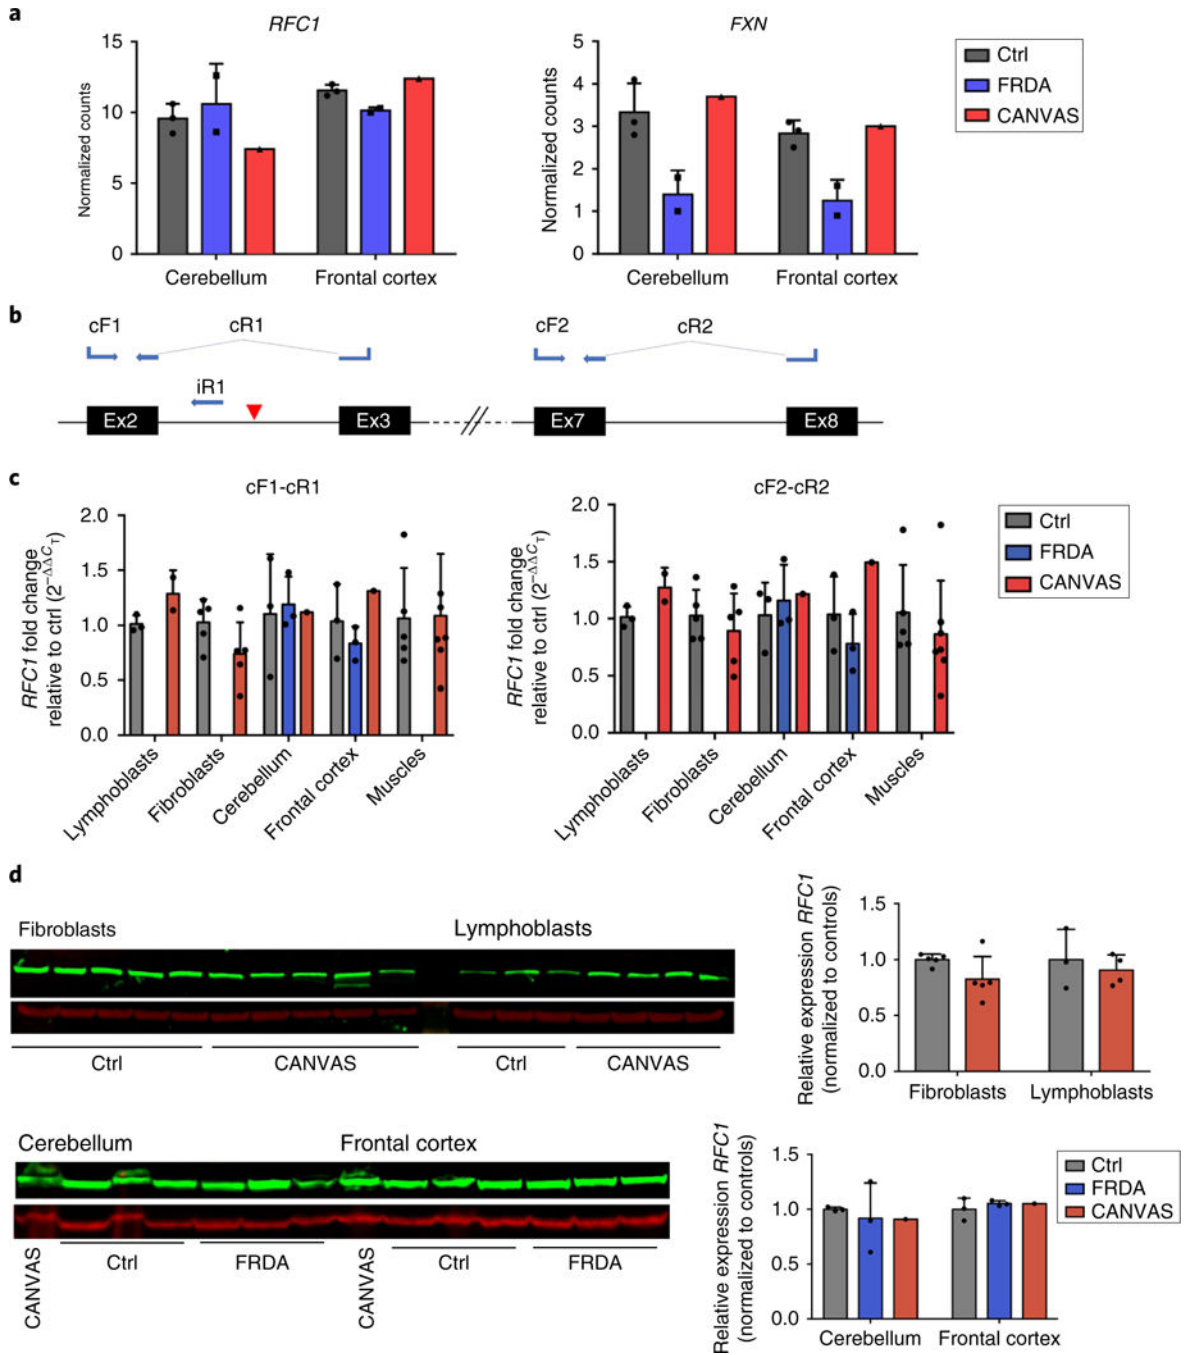 a
RFC1
FXN
Normalized counts
15
10
5
0
Cerebellum
Frontal cortex
Normalized counts
5
4
3
2
1
0
Cerebellum
Frontal cortex
Ctrl
FRDA
CANVAS
b
cF1
cR1
cF2
cR2
iR1
Ex2
Ex3
Ex7
Ex8
c
cF1-cR1
cF2-cR2
RFC1 fold change
relative to ctrl (2^−ΔΔC_T)
2.0
1.5
1.0
0.5
0.0
Lymphoblasts
Fibroblasts
Cerebellum
Frontal cortex
Muscles
RFC1 fold change
relative to ctrl (2^−ΔΔC_T)
2.0
1.5
1.0
0.5
0.0
Lymphoblasts
Fibroblasts
Cerebellum
Frontal cortex
Muscles
Ctrl
FRDA
CANVAS
d
Fibroblasts
Lymphoblasts
Ctrl
CANVAS
Ctrl
CANVAS
Relative expression RFC1
(normalized to controls)
1.5
1.0
0.5
0.0
Fibroblasts
Lymphoblasts
Cerebellum
Frontal cortex
CANVAS
Ctrl
FRDA
CANVAS
Ctrl
FRDA
Relative expression RFC1
(normalized to controls)
1.5
1.0
0.5
0.0
Cerebellum
Frontal cortex
Ctrl
FRDA
CANVAS